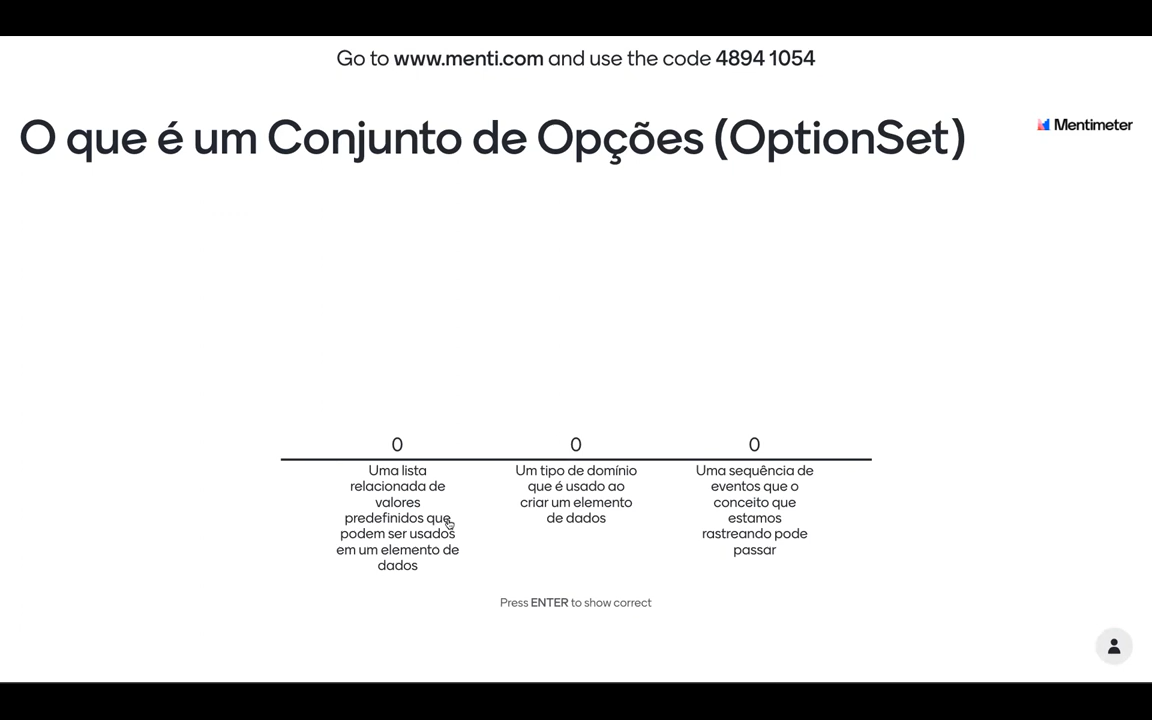 Go to www.menti.com and use the code 4894 1054
O que é um Conjunto de Opções (OptionSet)
Mentimeter
0
0
0
Uma lista
relacionada de
valores
predefinidos que
podem ser usados
em um elemento de
dados
Um tipo de domínio
que é usado ao
criar um elemento
de dados
Uma sequência de
eventos que o
conceito que
estamos
rastreando pode
passar
Press ENTER to show correct